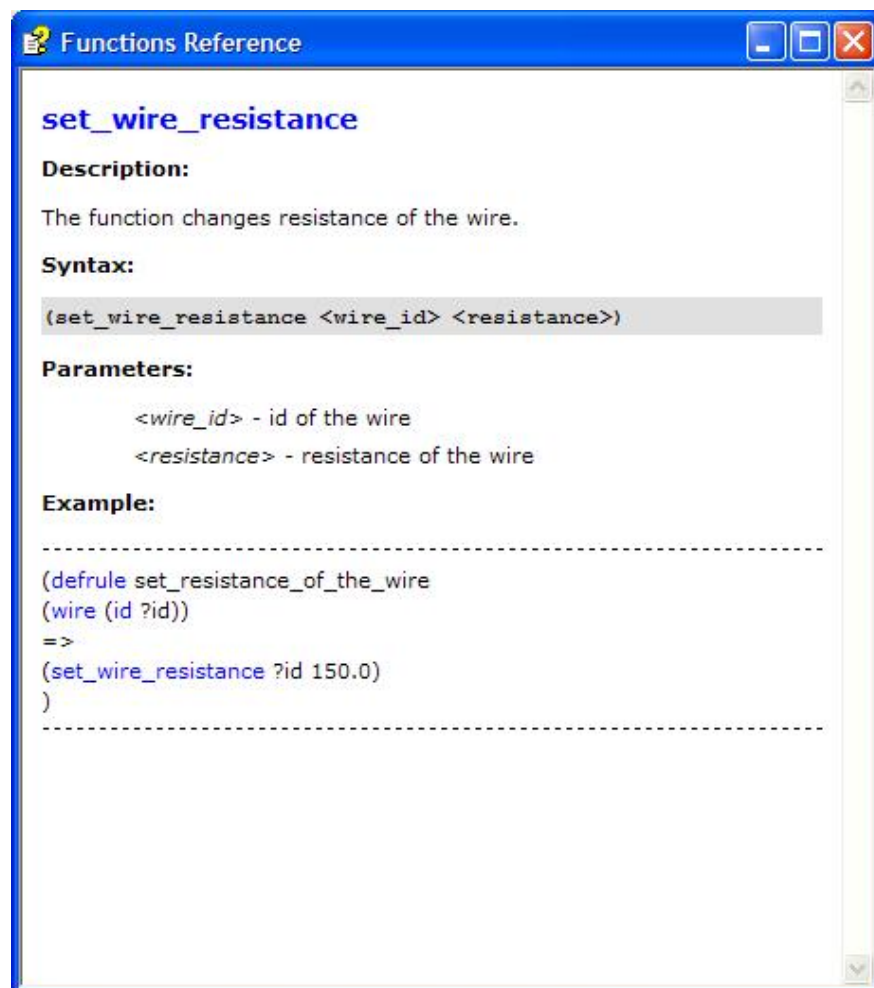 Functions Reference
set_wire_resistance
Description:
The function changes resistance of the wire.
Syntax:
(set_wire_resistance <wire_id> <resistance>)
Parameters:
<wire_id> - id of the wire
<resistance> - resistance of the wire
Example:
(defrule set_resistance_of_the_wire
(wire (id ?id))
=>
(set_wire_resistance ?id 150.0)
)